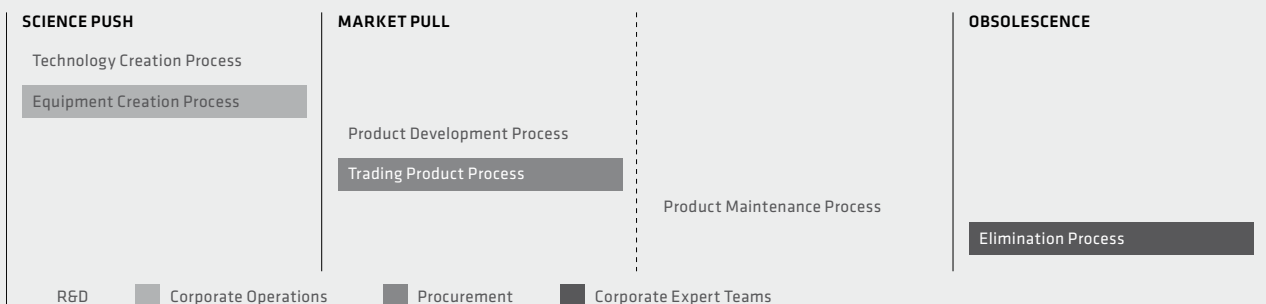 SCIENCE PUSH
Technology Creation Process
Equipment Creation Process
MARKET PULL
Product Development Process
Trading Product Process
Product Maintenance Process
OBSOLESCENCE
Elimination Process
R&D
Corporate Operations
Procurement
Corporate Expert Teams